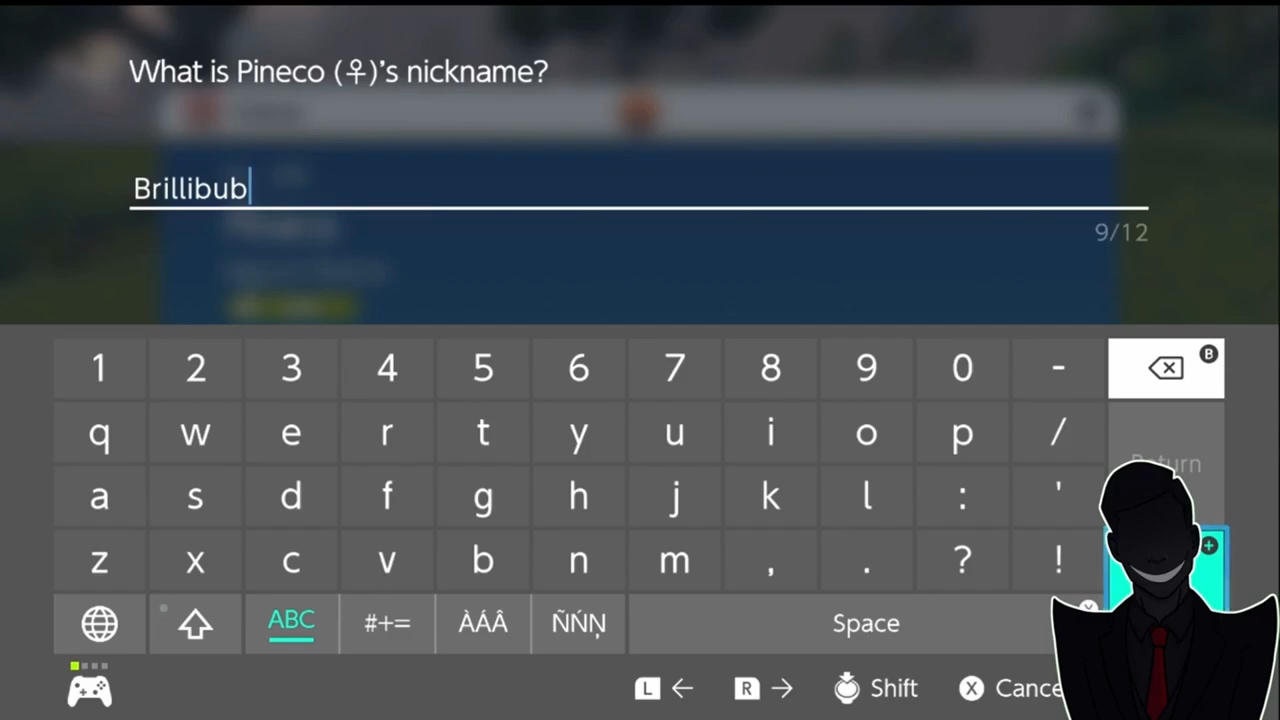 What is Pineco (♀)'s nickname?
Brillibub
9/12
1 2 3 4 5 6 7 8 9 0 - B
q w e r t y u i o p /
Return
a s d f g h j k l : '
z x c v b n m , . ? ! +
ABC #+= ÀÁÂ ÑŃŅ Space Y
L ← R → Shift X Cance